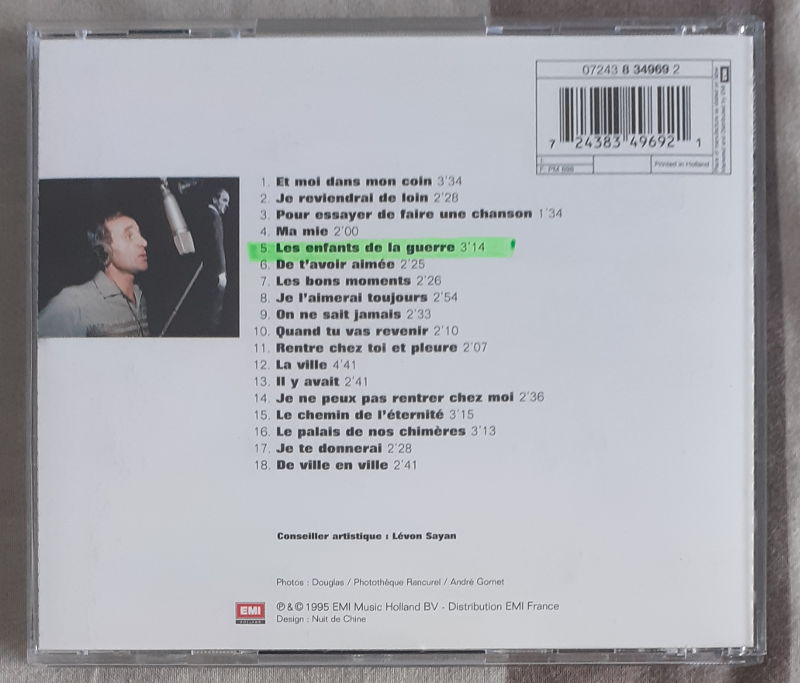 07243 8 34969 2
7 24383 49692 1
F: PM 698
Printed in Holland
1. Et moi dans mon coin 3'34
2. Je reviendrai de loin 2'28
3. Pour essayer de faire une chanson 1'34
4. Ma mie 2'00
5. Les enfants de la guerre 3'14
6. De t'avoir aimée 2'25
7. Les bons moments 2'26
8. Je l'aimerai toujours 2'54
9. On ne sait jamais 2'33
10. Quand tu vas revenir 2'10
11. Rentre chez toi et pleure 2'07
12. La ville 4'41
13. Il y avait 2'41
14. Je ne peux pas rentrer chez moi 2'36
15. Le chemin de l'éternité 3'15
16. Le palais de nos chimères 3'13
17. Je te donnerai 2'28
18. De ville en ville 2'41
Conseiller artistique : Lévon Sayan
Photos : Douglas / Photothèque Rancurel / André Gornet
EMI
HOLLAND
℗ & © 1995 EMI Music Holland BV - Distribution EMI France
Design : Nuit de Chine